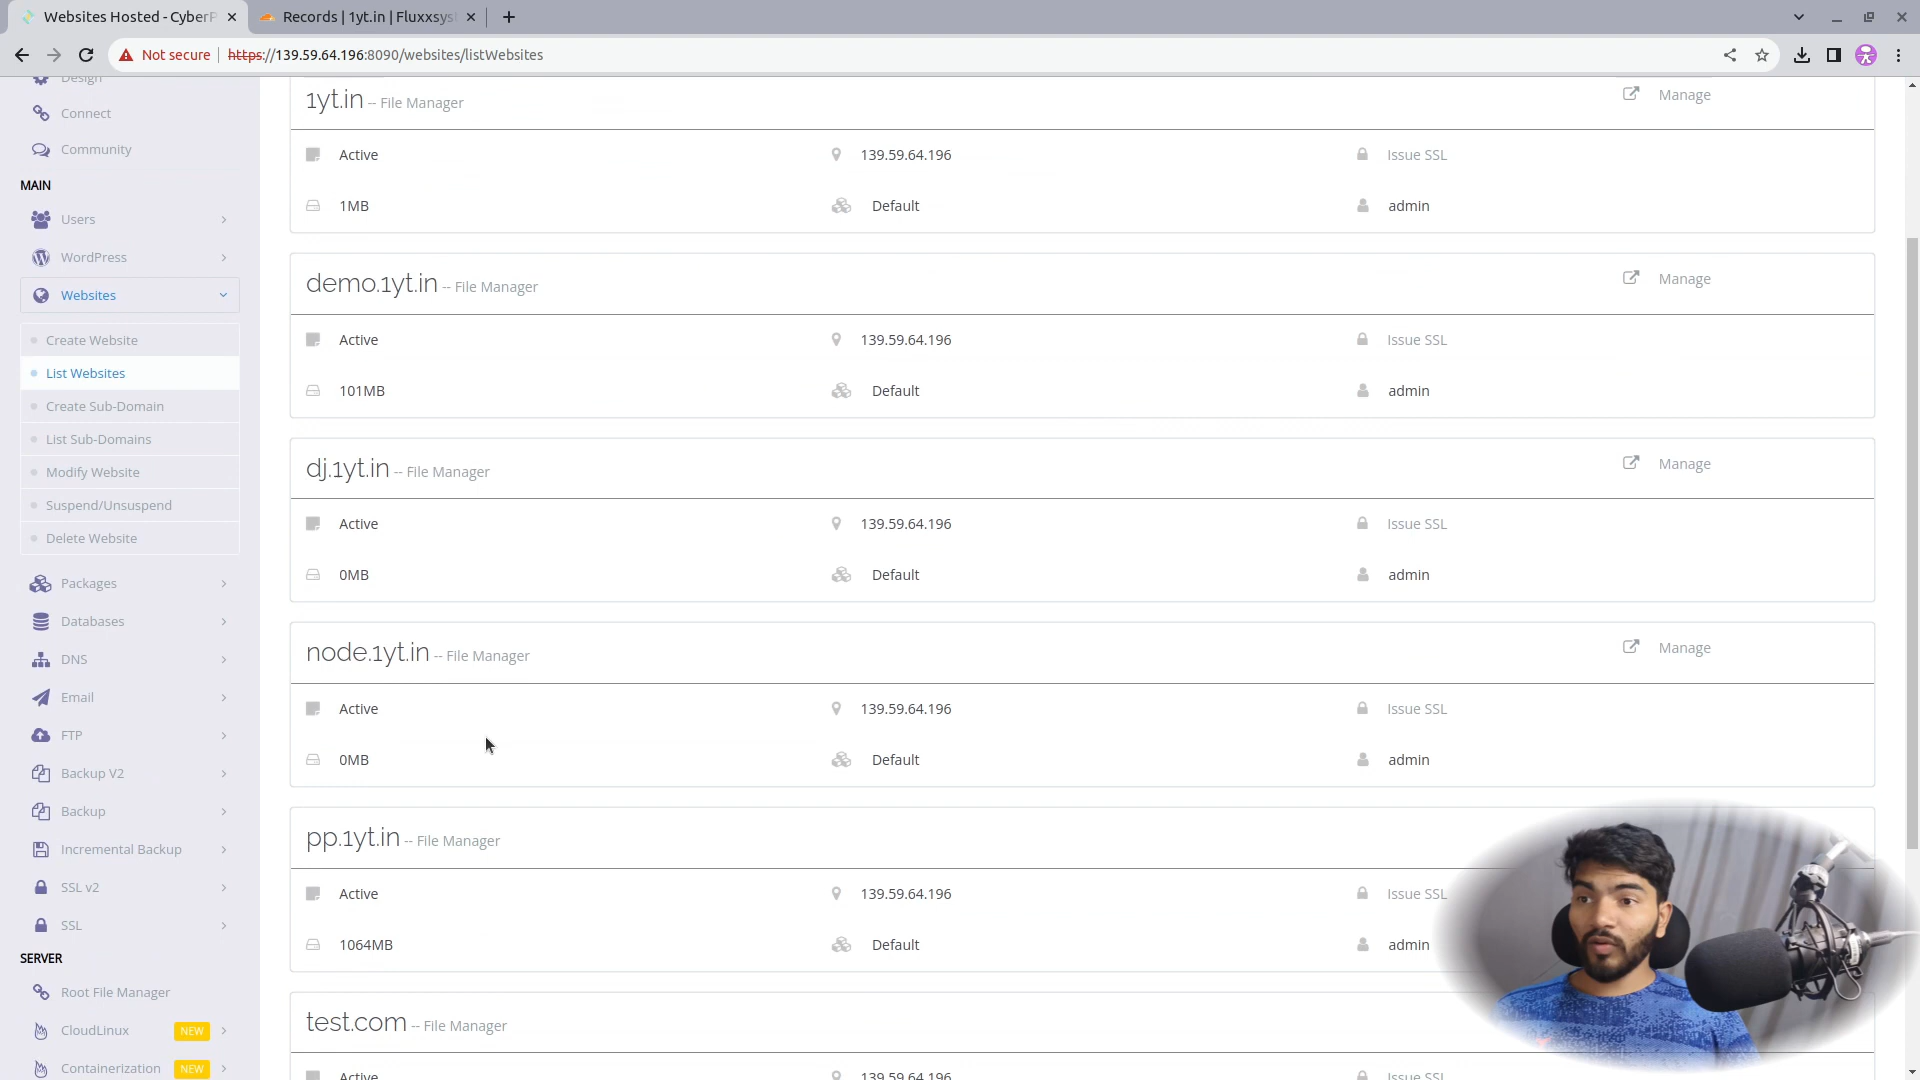 Websites Hosted - CyberP
Records | 1yt.in | Fluxxsys
Not secure
https://139.59.64.196:8090/websites/listWebsites
Design
Connect
Community
MAIN
Users
WordPress
Websites
Create Website
List Websites
Create Sub-Domain
List Sub-Domains
Modify Website
Suspend/Unsuspend
Delete Website
Packages
Databases
DNS
Email
FTP
Backup V2
Backup
Incremental Backup
SSL v2
SSL
SERVER
Root File Manager
CloudLinux NEW
Containerization NEW
1yt.in -- File Manager Manage
Active 139.59.64.196 Issue SSL
1MB Default admin
demo.1yt.in -- File Manager Manage
Active 139.59.64.196 Issue SSL
101MB Default admin
dj.1yt.in -- File Manager Manage
Active 139.59.64.196 Issue SSL
0MB Default admin
node.1yt.in -- File Manager Manage
Active 139.59.64.196 Issue SSL
0MB Default admin
pp.1yt.in -- File Manager
Active 139.59.64.196 Issue SSL
1064MB Default admin
test.com -- File Manager
Active 139.59.64.196 Issue SSL